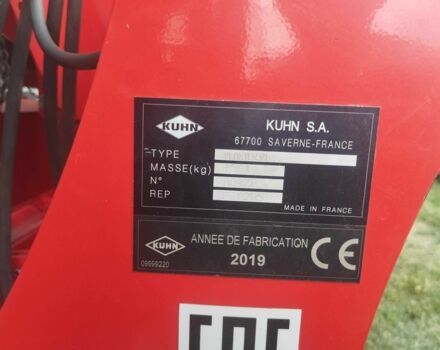 KUHN
KUHN S.A.
67700 SAVERNE-FRANCE
TYPE
MASSE(kg)
N°
REP
MADE IN FRANCE
KUHN
ANNEE DE FABRICATION
2019
CE
09699220